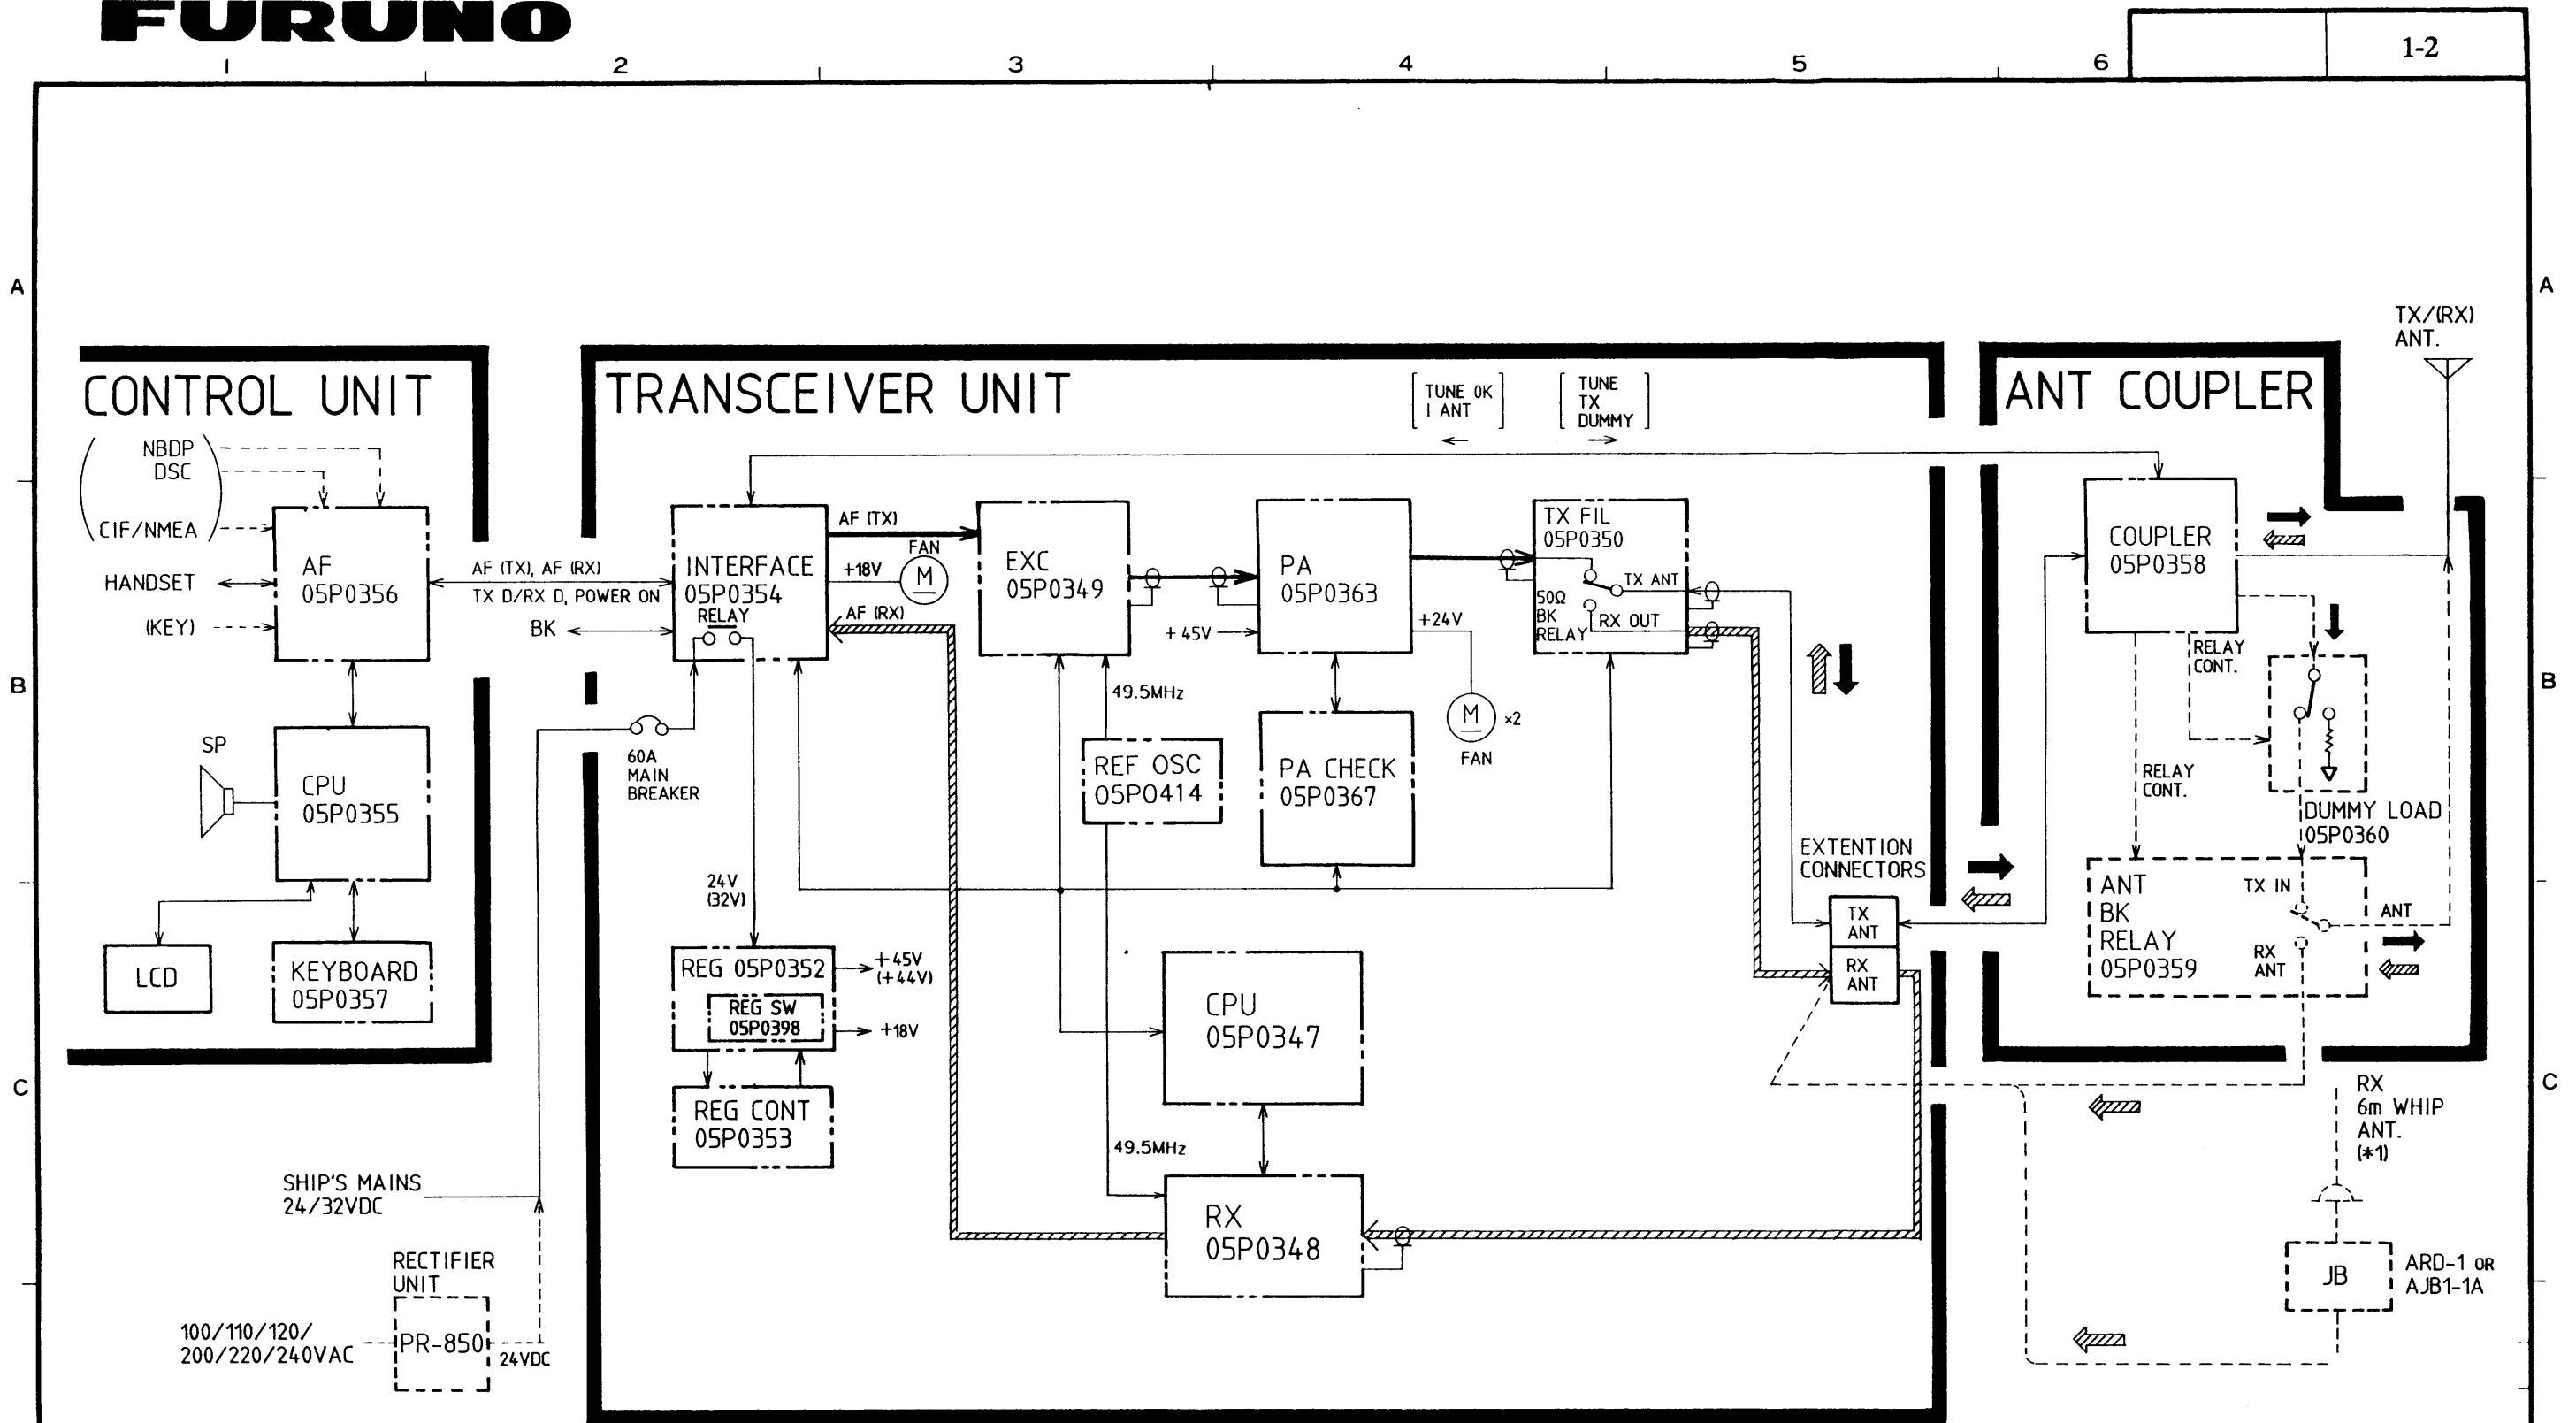 FURUNO
1-2
1
2
3
4
5
6
A
A
B
B
C
C
CONTROL UNIT
NBDP
DSC
CIF/NMEA
HANDSET
(KEY)
AF
05P0356
SP
CPU
05P0355
LCD
KEYBOARD
05P0357
AF (TX), AF (RX)
TX D/RX D, POWER ON
BK
60A
MAIN
BREAKER
SHIP'S MAINS
24/32VDC
RECTIFIER
UNIT
100/110/120/
200/220/240VAC
PR-850
24VDC
TRANSCEIVER UNIT
TUNE OK
I ANT
TUNE
TX
DUMMY
INTERFACE
05P0354
RELAY
AF (TX)
FAN
+18V
M
AF (RX)
EXC
05P0349
+45V
PA
05P0363
+24V
M
×2
FAN
TX FIL
05P0350
TX ANT
50Ω
BK
RELAY
RX OUT
49.5MHz
REF OSC
05P0414
PA CHECK
05P0367
24V
(32V)
REG 05P0352
+45V
(+44V)
REG SW
05P0398
+18V
REG CONT
05P0353
CPU
05P0347
49.5MHz
RX
05P0348
EXTENTION
CONNECTORS
TX
ANT
RX
ANT
ANT COUPLER
TX/(RX)
ANT.
COUPLER
05P0358
RELAY
CONT.
RELAY
CONT.
DUMMY LOAD
05P0360
ANT
BK
RELAY
05P0359
TX IN
RX
ANT
ANT
RX
6m WHIP
ANT.
(*1)
JB
ARD-1 OR
AJB1-1A